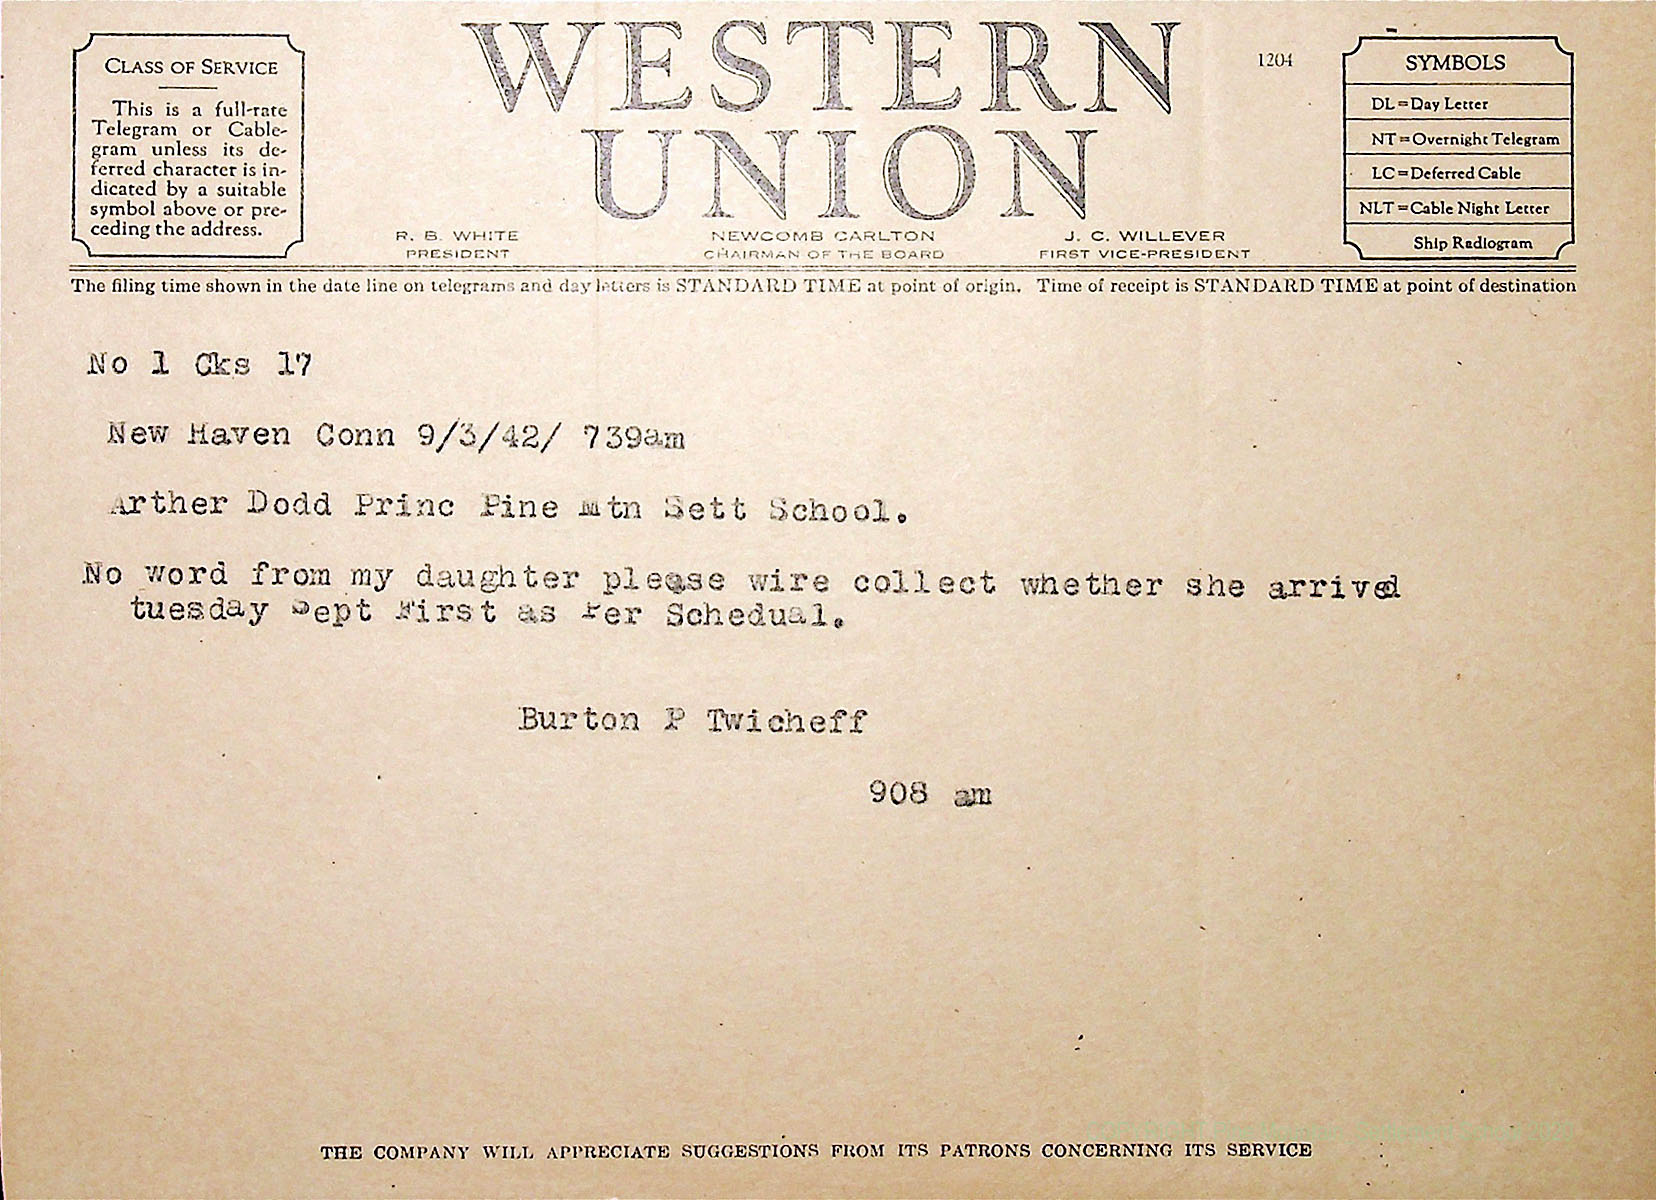 CLASS OF SERVICE
This is a full-rate
Telegram or Cable-
gram unless its de-
ferred character is in-
dicated by a suitable
symbol above or pre-
ceding the address.
WESTERN
UNION
1204
SYMBOLS
DL=Day Letter
NT=Overnight Telegram
LC=Deferred Cable
NLT=Cable Night Letter
Ship Radiogram
R. B. WHITE
PRESIDENT
NEWCOMB CARLTON
CHAIRMAN OF THE BOARD
J. C. WILLEVER
FIRST VICE-PRESIDENT
The filing time shown in the date line on telegrams and day letters is STANDARD TIME at point of origin. Time of receipt is STANDARD TIME at point of destination
No 1 Cks 17
New Haven Conn 9/3/42/ 739am
Arther Dodd Princ Pine Mtn Sett School.
No word from my daughter please wire collect whether she arrived
tuesday Sept First as Per Schedual.
Burton P Twicheff
908 am
THE COMPANY WILL APPRECIATE SUGGESTIONS FROM ITS PATRONS CONCERNING ITS SERVICE